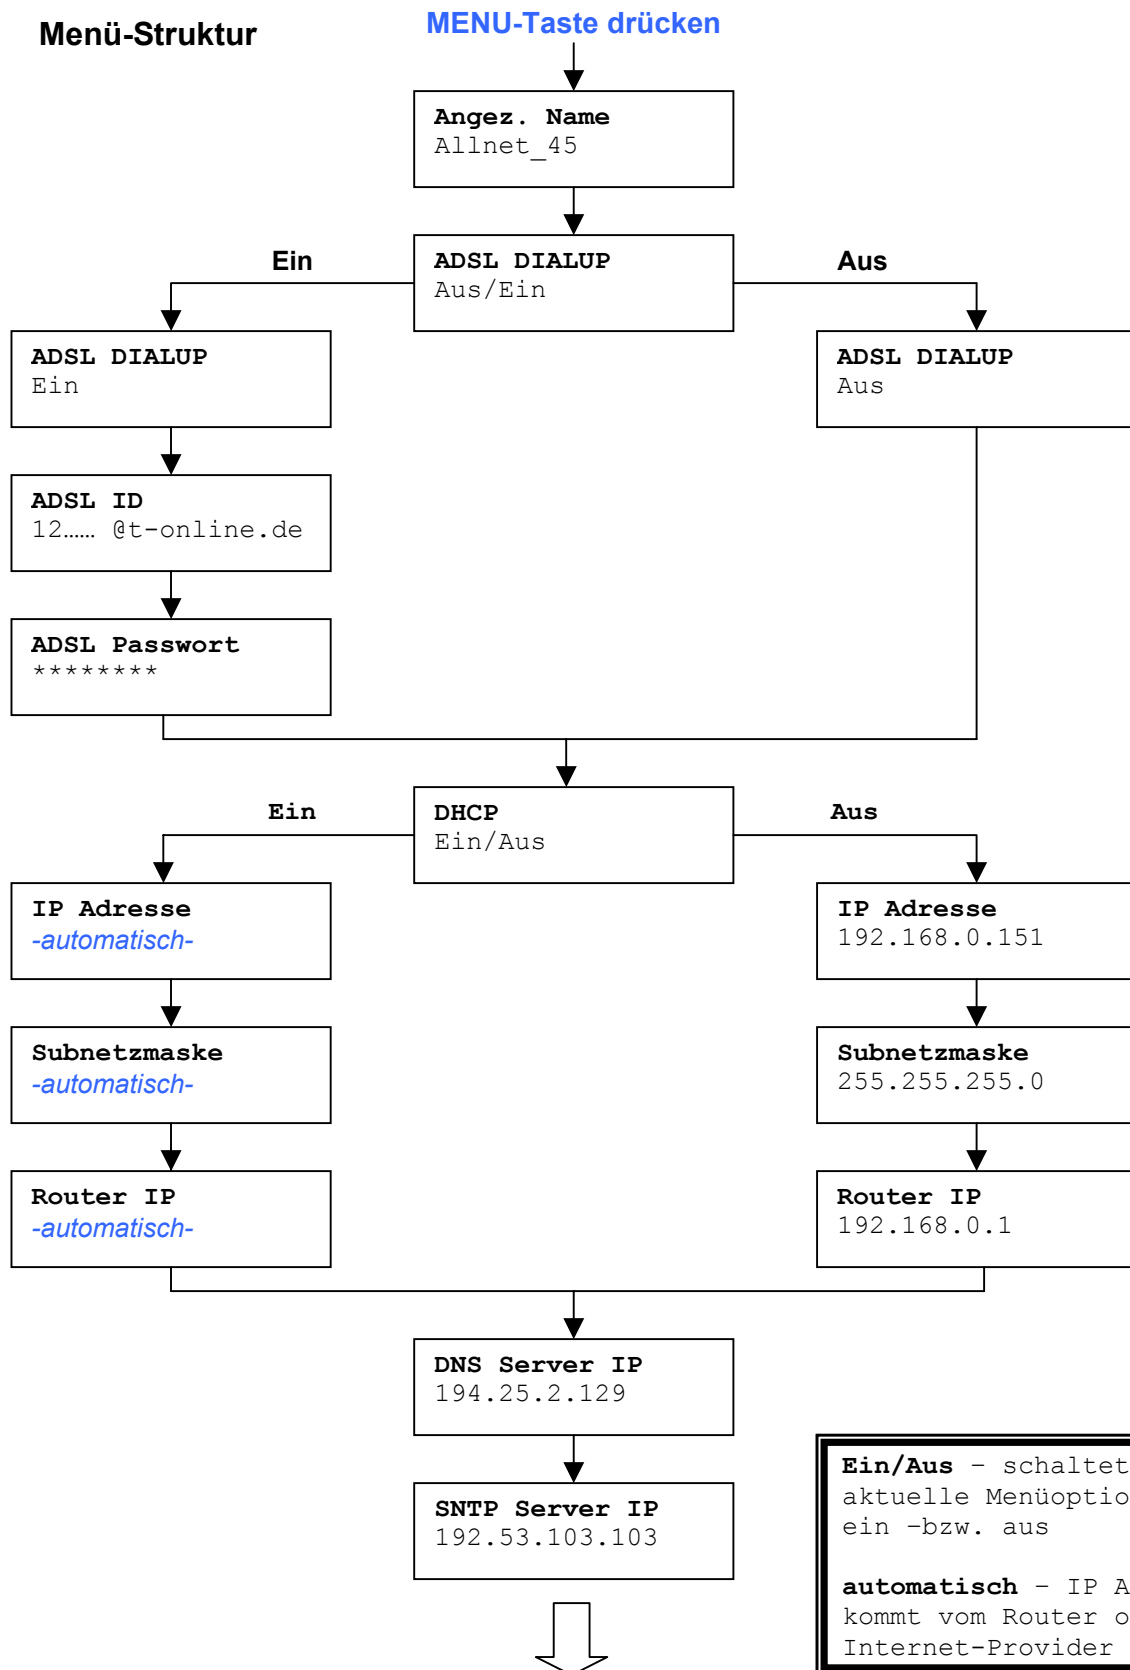 Menü-Struktur
MENU-Taste drücken
Angez. Name
Allnet_45
Ein
ADSL DIALUP
Aus/Ein
Aus
ADSL DIALUP
Ein
ADSL DIALUP
Aus
ADSL ID
12…… @t-online.de
ADSL Passwort
********
Ein
DHCP
Ein/Aus
Aus
IP Adresse
-automatisch-
IP Adresse
192.168.0.151
Subnetzmaske
-automatisch-
Subnetzmaske
255.255.255.0
Router IP
-automatisch-
Router IP
192.168.0.1
DNS Server IP
194.25.2.129
SNTP Server IP
192.53.103.103
Ein/Aus – schaltet
aktuelle Menüoptio
ein –bzw. aus
automatisch – IP A
kommt vom Router o
Internet-Provider